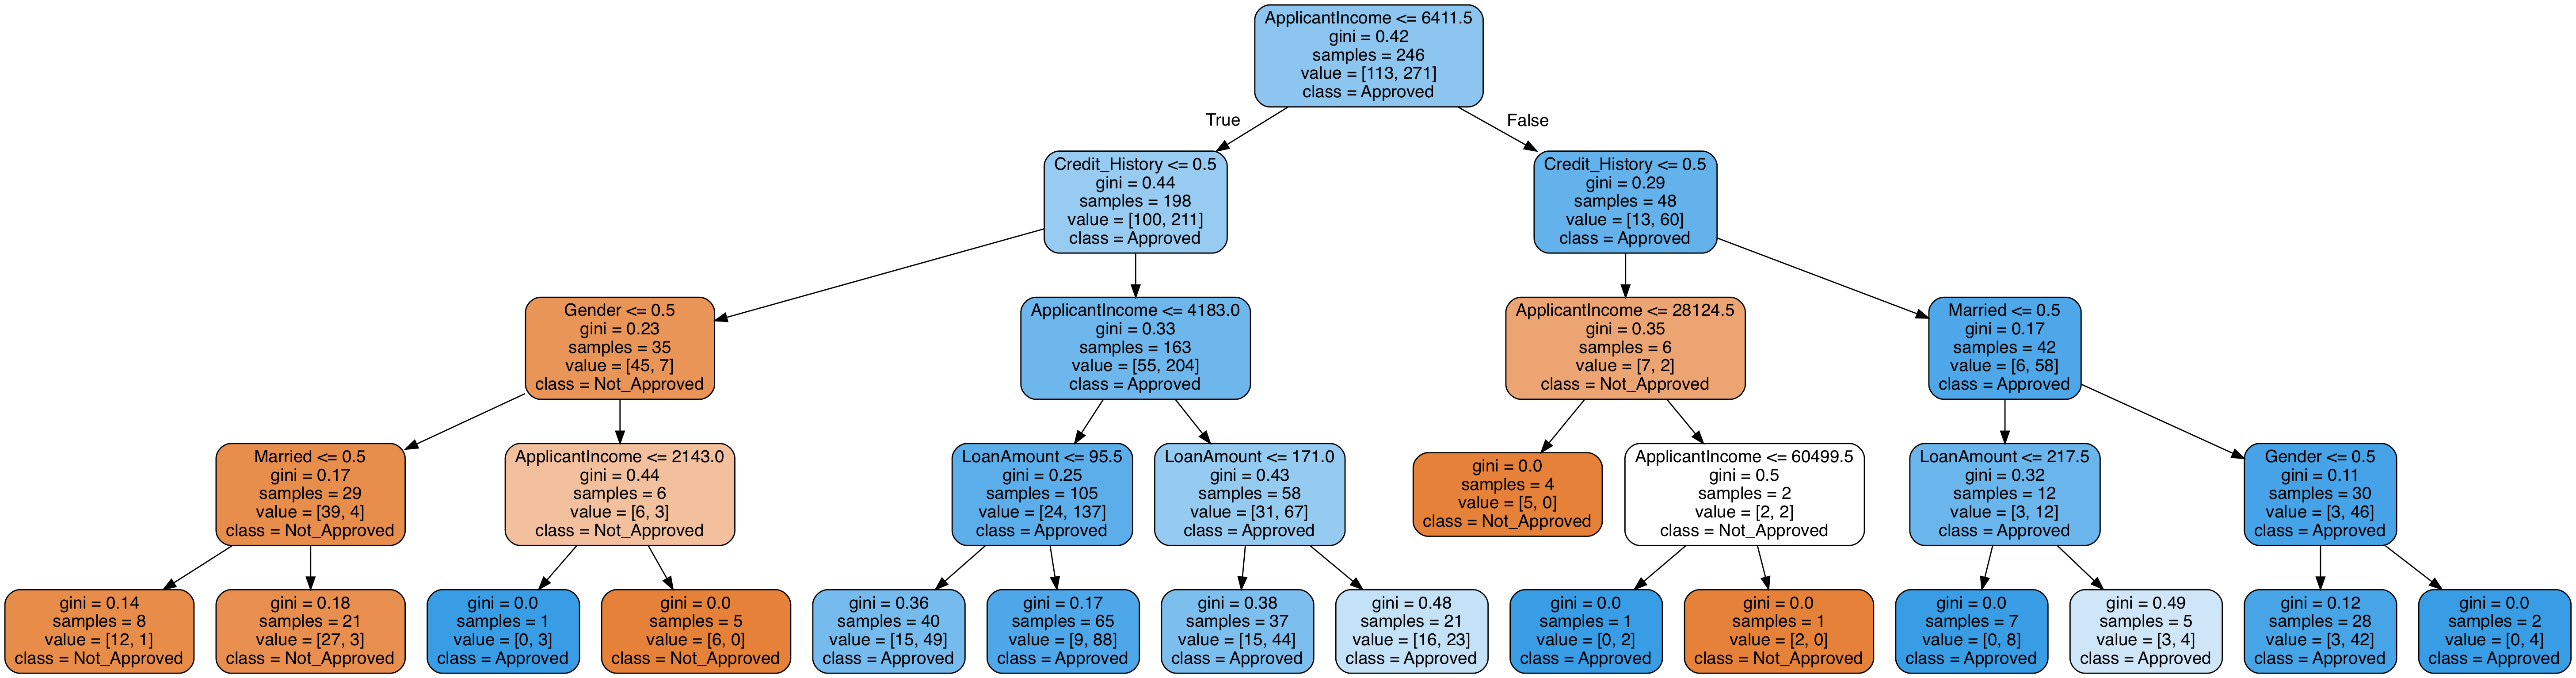 ApplicantIncome <= 6411.5
gini = 0.42
samples = 246
value = [113, 271]
class = Approved
True
False
Credit_History <= 0.5
gini = 0.44
samples = 198
value = [100, 211]
class = Approved
Credit_History <= 0.5
gini = 0.29
samples = 48
value = [13, 60]
class = Approved
Gender <= 0.5
gini = 0.23
samples = 35
value = [45, 7]
class = Not_Approved
ApplicantIncome <= 4183.0
gini = 0.33
samples = 163
value = [55, 204]
class = Approved
ApplicantIncome <= 28124.5
gini = 0.35
samples = 6
value = [7, 2]
class = Not_Approved
Married <= 0.5
gini = 0.17
samples = 42
value = [6, 58]
class = Approved
Married <= 0.5
gini = 0.17
samples = 29
value = [39, 4]
class = Not_Approved
ApplicantIncome <= 2143.0
gini = 0.44
samples = 6
value = [6, 3]
class = Not_Approved
LoanAmount <= 95.5
gini = 0.25
samples = 105
value = [24, 137]
class = Approved
LoanAmount <= 171.0
gini = 0.43
samples = 58
value = [31, 67]
class = Approved
gini = 0.0
samples = 4
value = [5, 0]
class = Not_Approved
ApplicantIncome <= 60499.5
gini = 0.5
samples = 2
value = [2, 2]
class = Not_Approved
LoanAmount <= 217.5
gini = 0.32
samples = 12
value = [3, 12]
class = Approved
Gender <= 0.5
gini = 0.11
samples = 30
value = [3, 46]
class = Approved
gini = 0.14
samples = 8
value = [12, 1]
class = Not_Approved
gini = 0.18
samples = 21
value = [27, 3]
class = Not_Approved
gini = 0.0
samples = 1
value = [0, 3]
class = Approved
gini = 0.0
samples = 5
value = [6, 0]
class = Not_Approved
gini = 0.36
samples = 40
value = [15, 49]
class = Approved
gini = 0.17
samples = 65
value = [9, 88]
class = Approved
gini = 0.38
samples = 37
value = [15, 44]
class = Approved
gini = 0.48
samples = 21
value = [16, 23]
class = Approved
gini = 0.0
samples = 1
value = [0, 2]
class = Approved
gini = 0.0
samples = 1
value = [2, 0]
class = Not_Approved
gini = 0.0
samples = 7
value = [0, 8]
class = Approved
gini = 0.49
samples = 5
value = [3, 4]
class = Approved
gini = 0.12
samples = 28
value = [3, 42]
class = Approved
gini = 0.0
samples = 2
value = [0, 4]
class = Approved